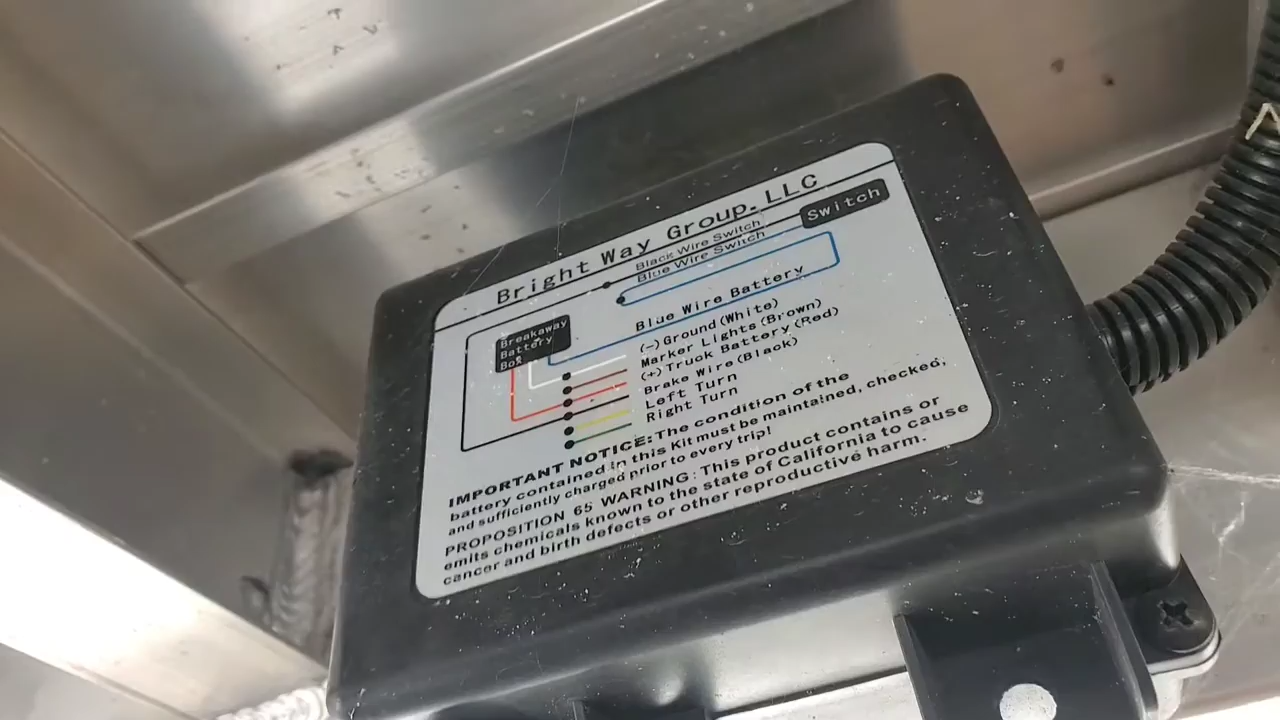 Bright Way Group. LLC
Switch
Black Wire Switch
Blue Wire Switch
Blue Wire Battery
Breakaway
Battery
Box
(-)Ground(White)
Marker Lights(Brown)
(+)Truck Battery(Red)
Brake Wire(Black)
Left Turn
Right Turn
IMPORTANT NOTICE:The condition of the
battery contained in this Kit must be maintained, checked,
and sufficiently charged prior to every trip!
PROPOSITION 65 WARNING: This product contains or
emits chemicals known to the state of California to cause
cancer and birth defects or other reproductive harm.